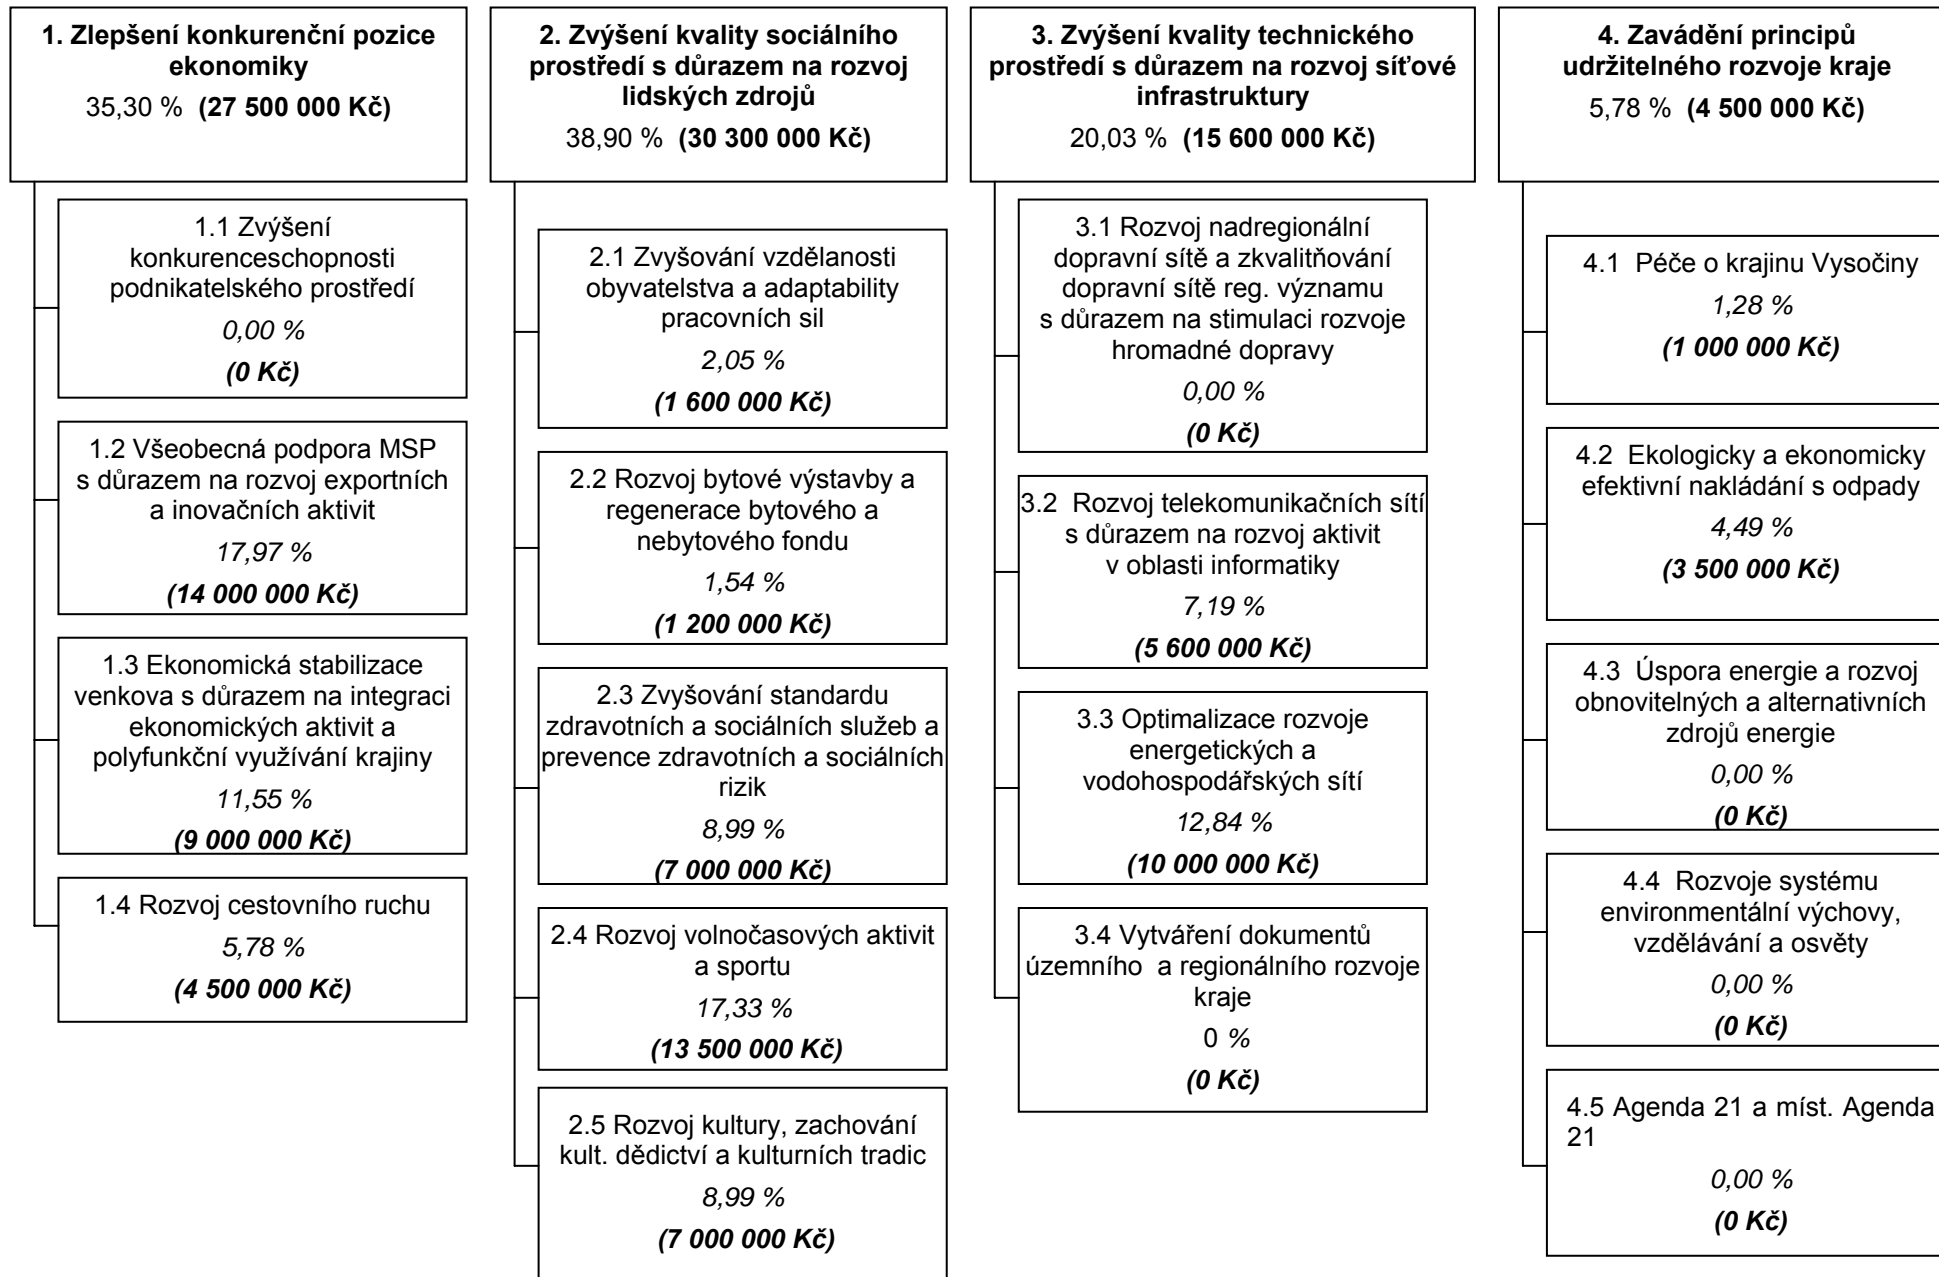 1. Zlepšení konkurenční pozice
ekonomiky
35,30 % (27 500 000 Kč)
1.1 Zvýšení
konkurenceschopnosti
podnikatelského prostředí
0,00 %
(0 Kč)
1.2 Všeobecná podpora MSP
s důrazem na rozvoj exportních
a inovačních aktivit
17,97 %
(14 000 000 Kč)
1.3 Ekonomická stabilizace
venkova s důrazem na integraci
ekonomických aktivit a
polyfunkční využívání krajiny
11,55 %
(9 000 000 Kč)
1.4 Rozvoj cestovního ruchu
5,78 %
(4 500 000 Kč)
2. Zvýšení kvality sociálního
prostředí s důrazem na rozvoj
lidských zdrojů
38,90 % (30 300 000 Kč)
2.1 Zvyšování vzdělanosti
obyvatelstva a adaptability
pracovních sil
2,05 %
(1 600 000 Kč)
2.2 Rozvoj bytové výstavby a
regenerace bytového a
nebytového fondu
1,54 %
(1 200 000 Kč)
2.3 Zvyšování standardu
zdravotních a sociálních služeb a
prevence zdravotních a sociálních
rizik
8,99 %
(7 000 000 Kč)
2.4 Rozvoj volnočasových aktivit
a sportu
17,33 %
(13 500 000 Kč)
2.5 Rozvoj kultury, zachování
kult. dědictví a kulturních tradic
8,99 %
(7 000 000 Kč)
3. Zvýšení kvality technického
prostředí s důrazem na rozvoj síťové
infrastruktury
20,03 % (15 600 000 Kč)
3.1 Rozvoj nadregionální
dopravní sítě a zkvalitňování
dopravní sítě reg. významu
s důrazem na stimulaci rozvoje
hromadné dopravy
0,00 %
(0 Kč)
3.2 Rozvoj telekomunikačních sítí
s důrazem na rozvoj aktivit
v oblasti informatiky
7,19 %
(5 600 000 Kč)
3.3 Optimalizace rozvoje
energetických a
vodohospodářských sítí
12,84 %
(10 000 000 Kč)
3.4 Vytváření dokumentů
územního a regionálního rozvoje
kraje
0 %
(0 Kč)
4. Zavádění principů
udržitelného rozvoje kraje
5,78 % (4 500 000 Kč)
4.1 Péče o krajinu Vysočiny
1,28 %
(1 000 000 Kč)
4.2 Ekologicky a ekonomicky
efektivní nakládání s odpady
4,49 %
(3 500 000 Kč)
4.3 Úspora energie a rozvoj
obnovitelných a alternativních
zdrojů energie
0,00 %
(0 Kč)
4.4 Rozvoje systému
environmentální výchovy,
vzdělávání a osvěty
0,00 %
(0 Kč)
4.5 Agenda 21 a míst. Agenda
21
0,00 %
(0 Kč)